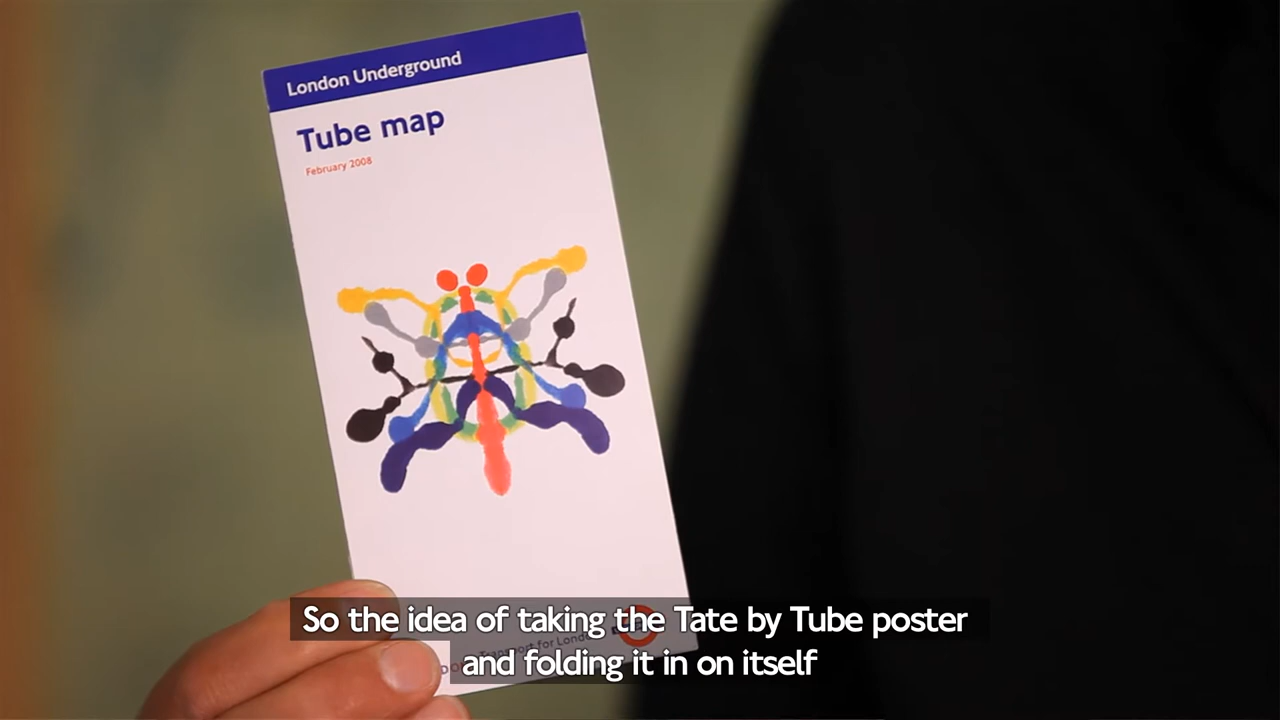 London Underground
Tube map
February 2008
So the idea of taking the Tate by Tube poster
and folding it in on itself